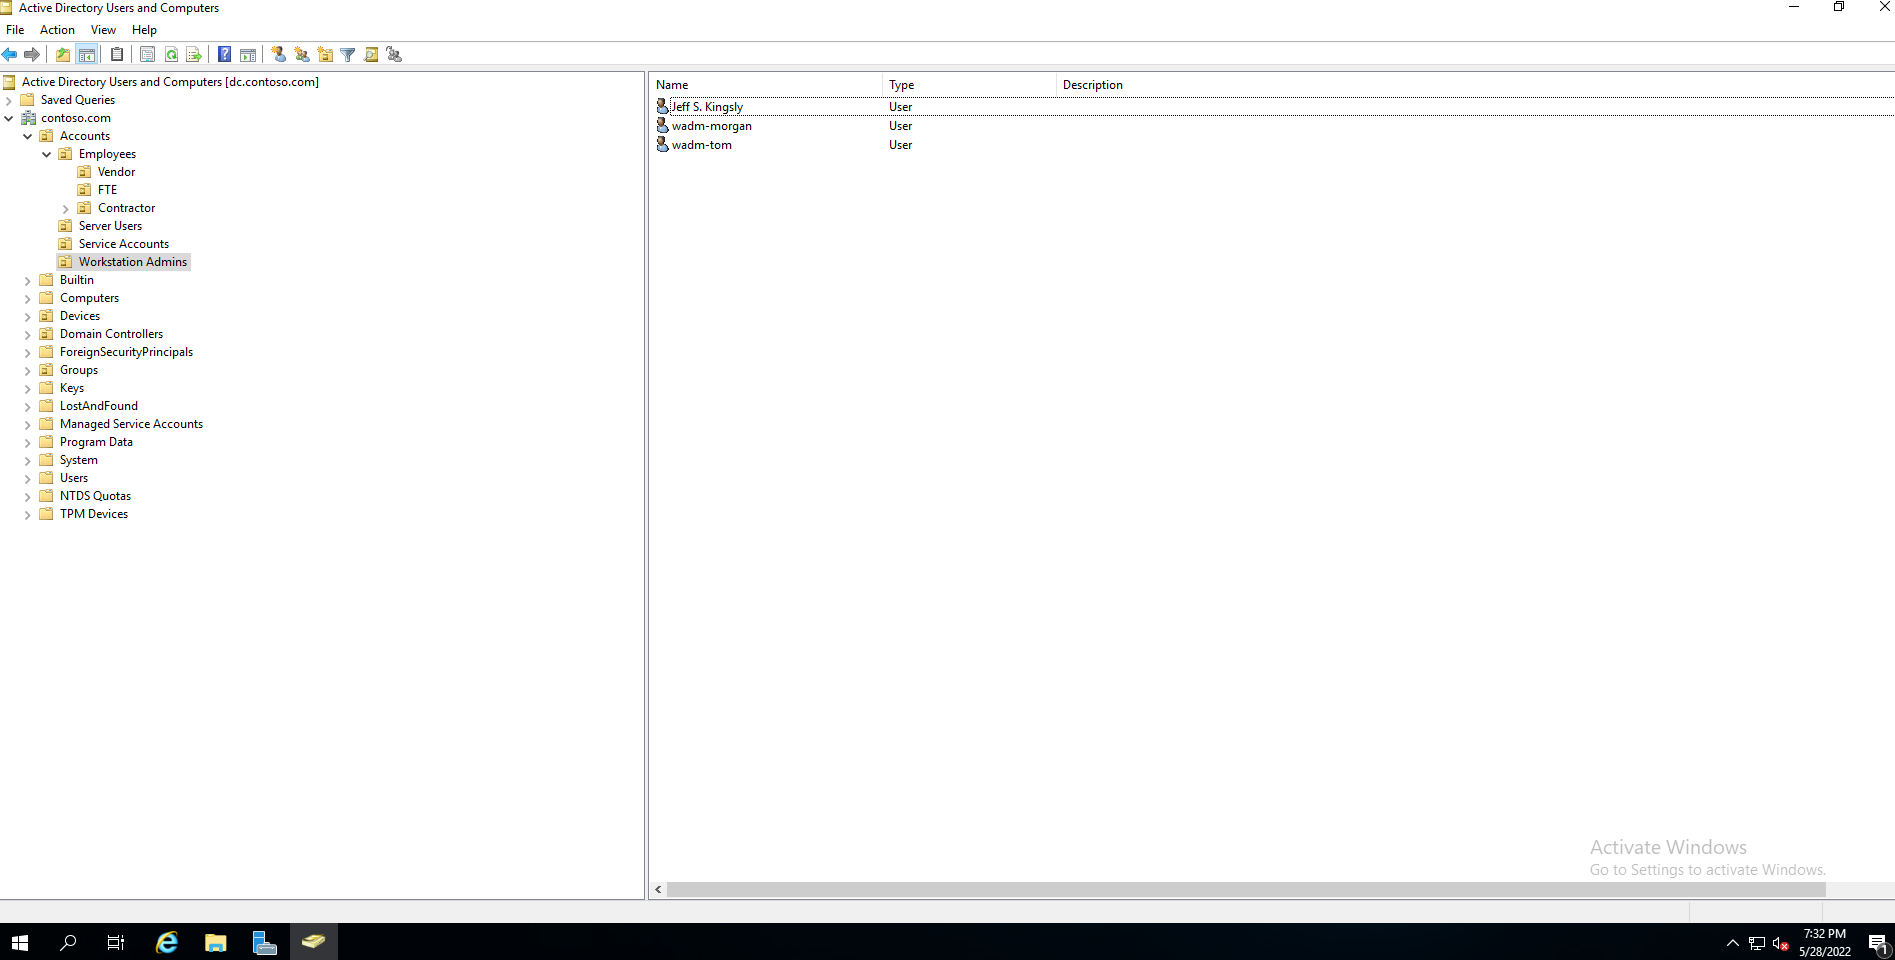 Active Directory Users and Computers
File Action View Help
Active Directory Users and Computers [dc.contoso.com]
Saved Queries
contoso.com
Accounts
Employees
Vendor
FTE
Contractor
Server Users
Service Accounts
Workstation Admins
Builtin
Computers
Devices
Domain Controllers
ForeignSecurityPrincipals
Groups
Keys
LostAndFound
Managed Service Accounts
Program Data
System
Users
NTDS Quotas
TPM Devices
Name Type Description
Jeff S. Kingsly User
wadm-morgan User
wadm-tom User
Activate Windows
Go to Settings to activate Windows.
7:32 PM
5/28/2022
1